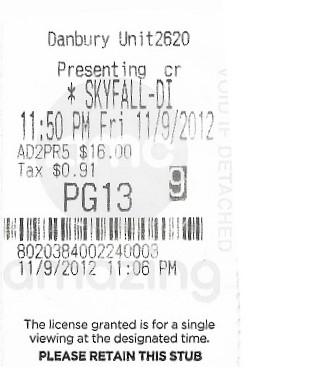 Danbury Unit2620
Presenting cr
* SKYFALL-DI
11:50 PM Fri 11/9/2012
AD2PR5 $16.00
Tax $0.91
PG13
9
8020384002240003
11/9/2012 11:06 PM
amc
amazing
VOID IF DETACHED
The license granted is for a single
viewing at the designated time.
PLEASE RETAIN THIS STUB